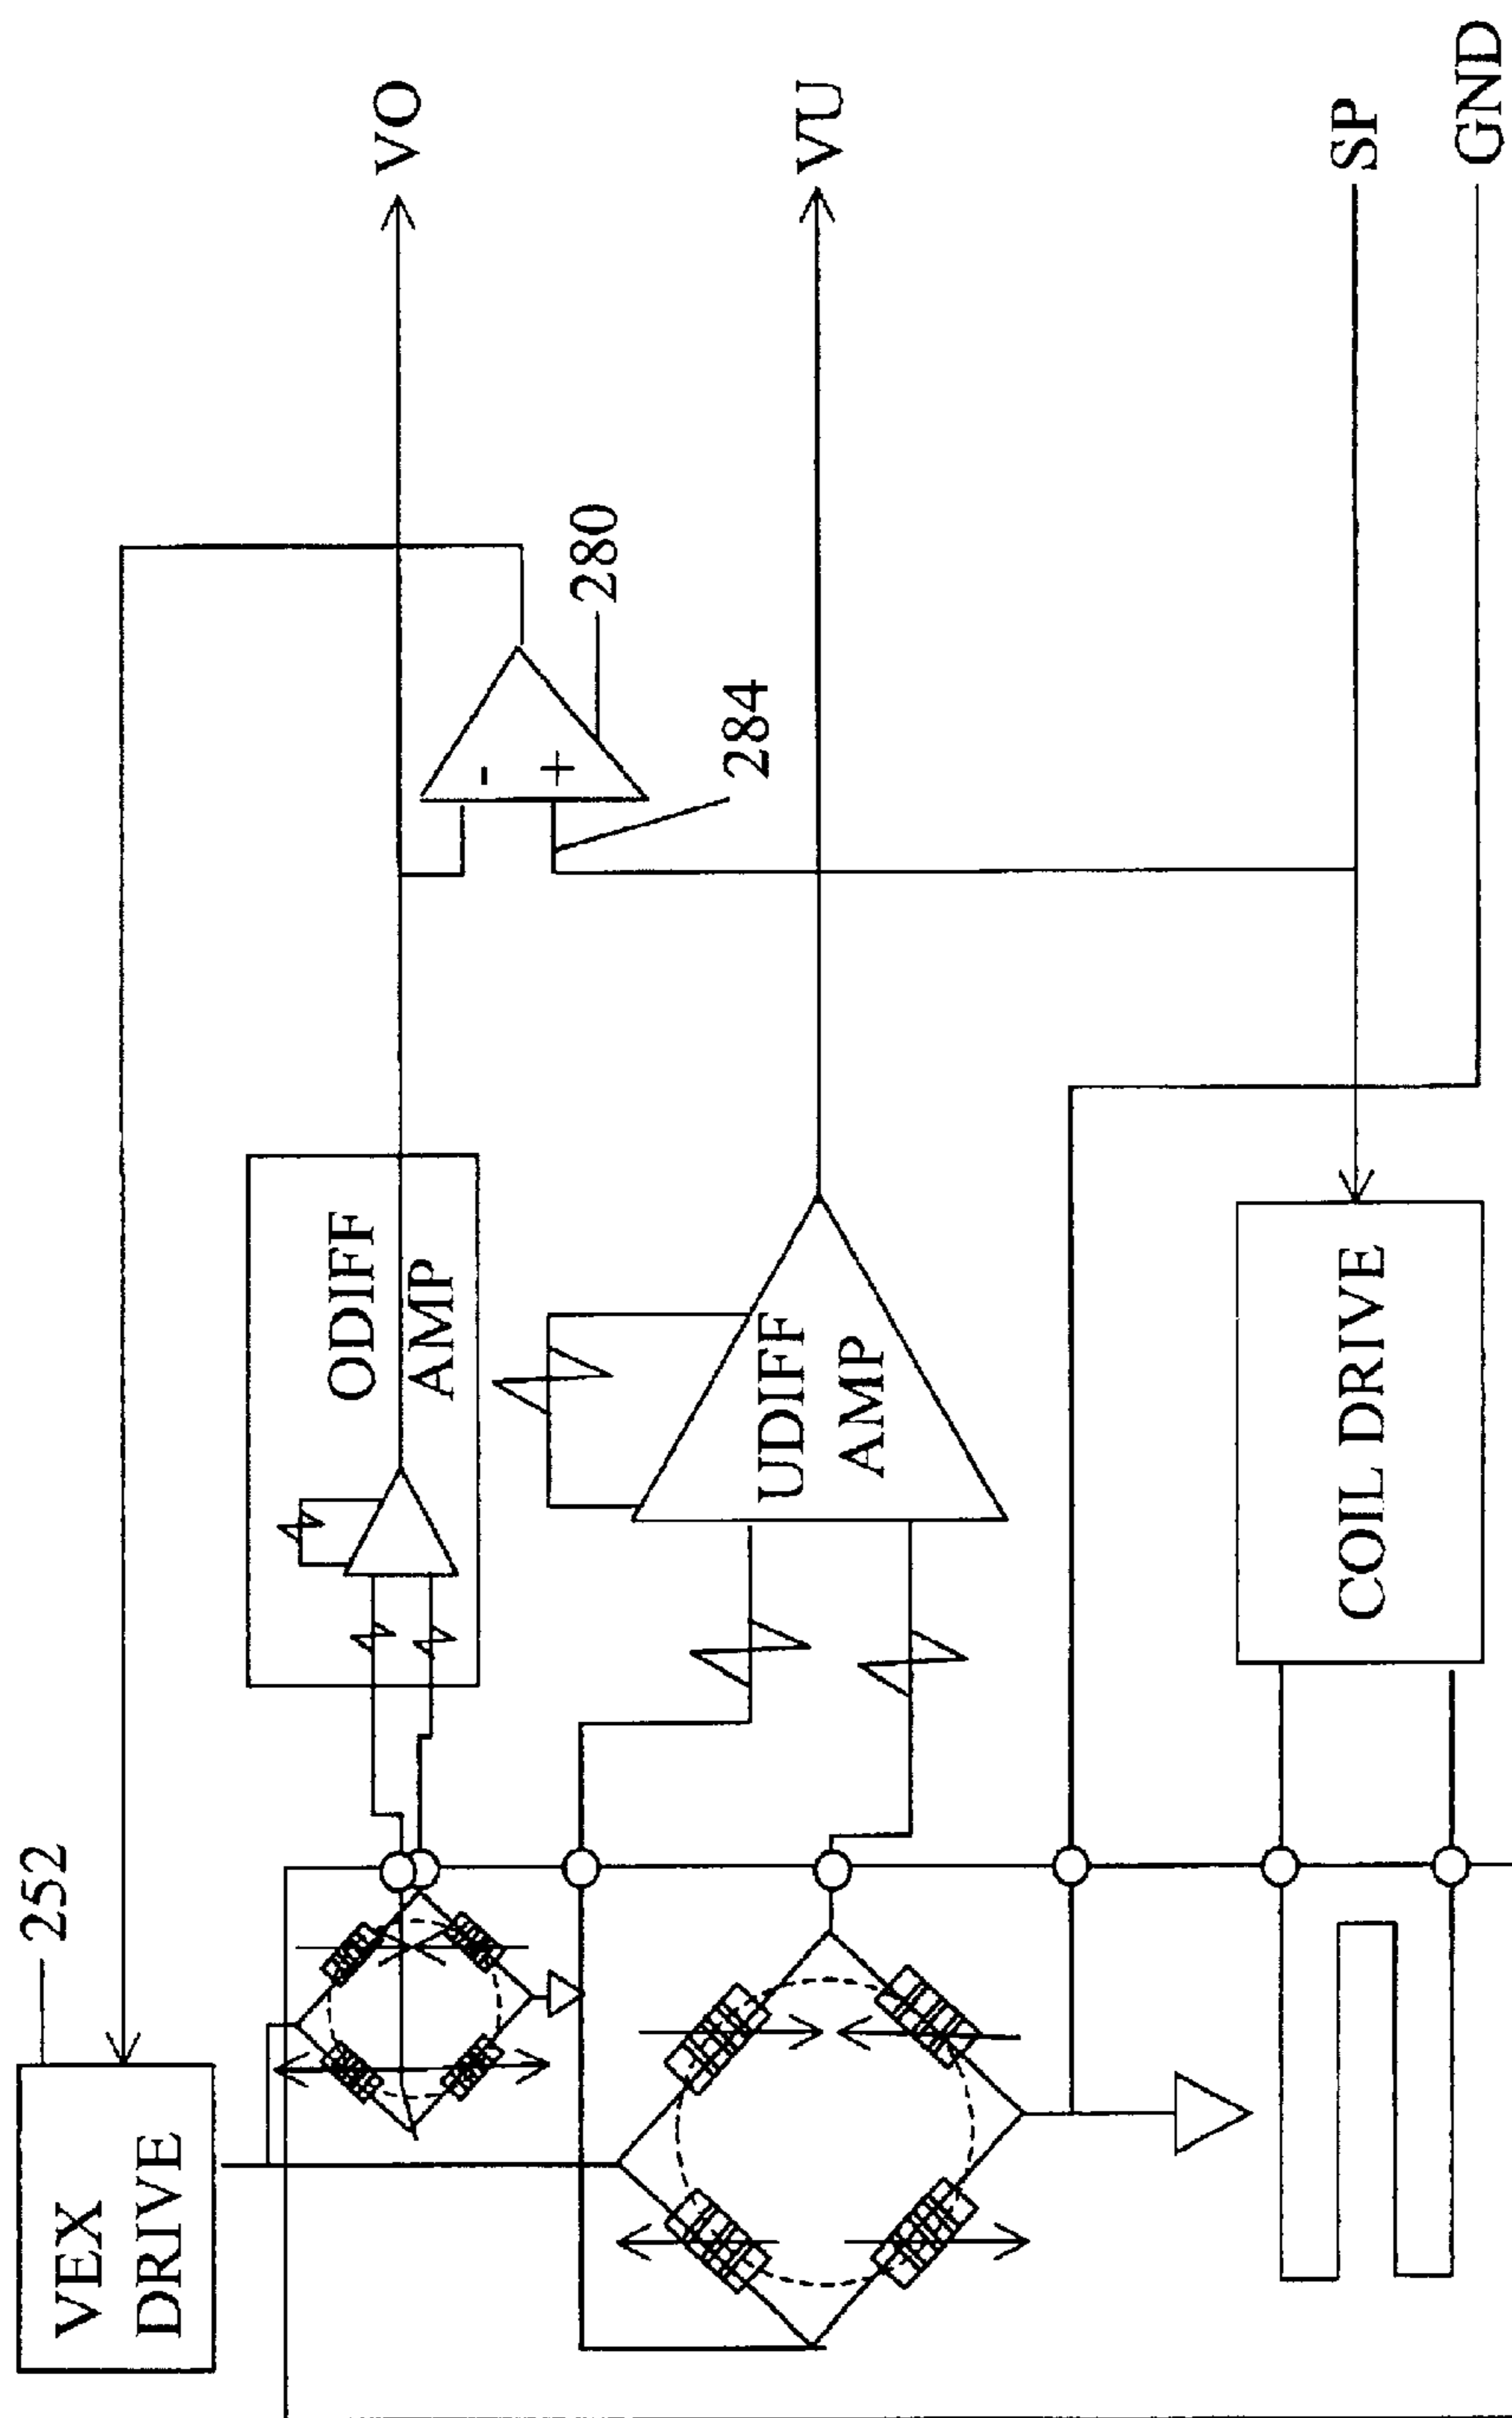 VEX
DRIVE
252
ODIFF
AMP
UDIFF
AMP
COIL DRIVE
-
+
280
284
VO
VU
SP
GND